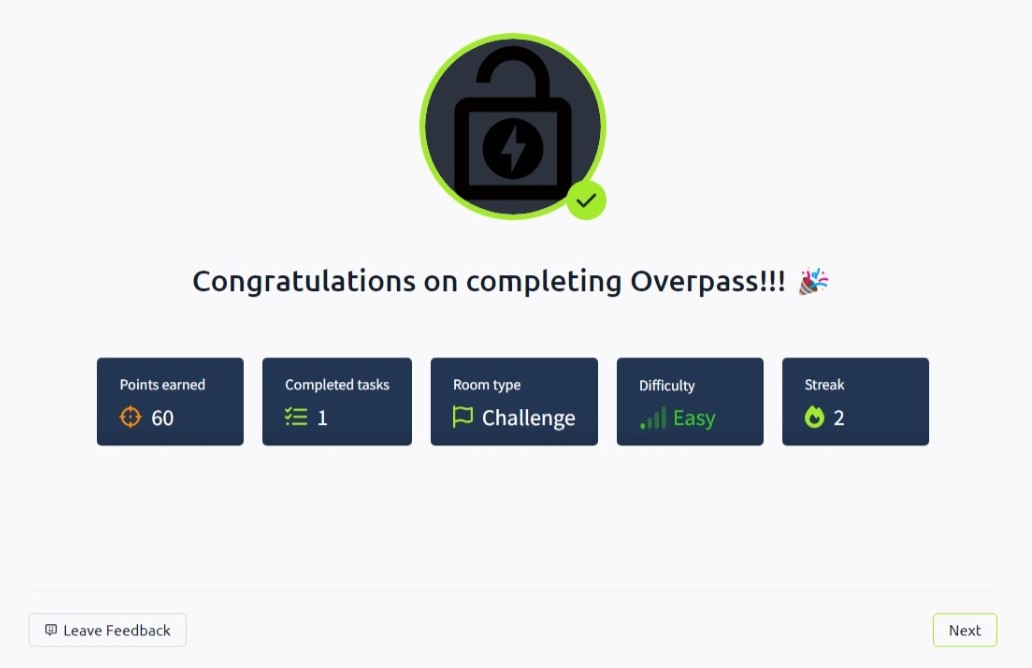 Congratulations on completing Overpass!!! 🎉
Points earned
60
Completed tasks
1
Room type
Challenge
Difficulty
Easy
Streak
2
Leave Feedback
Next